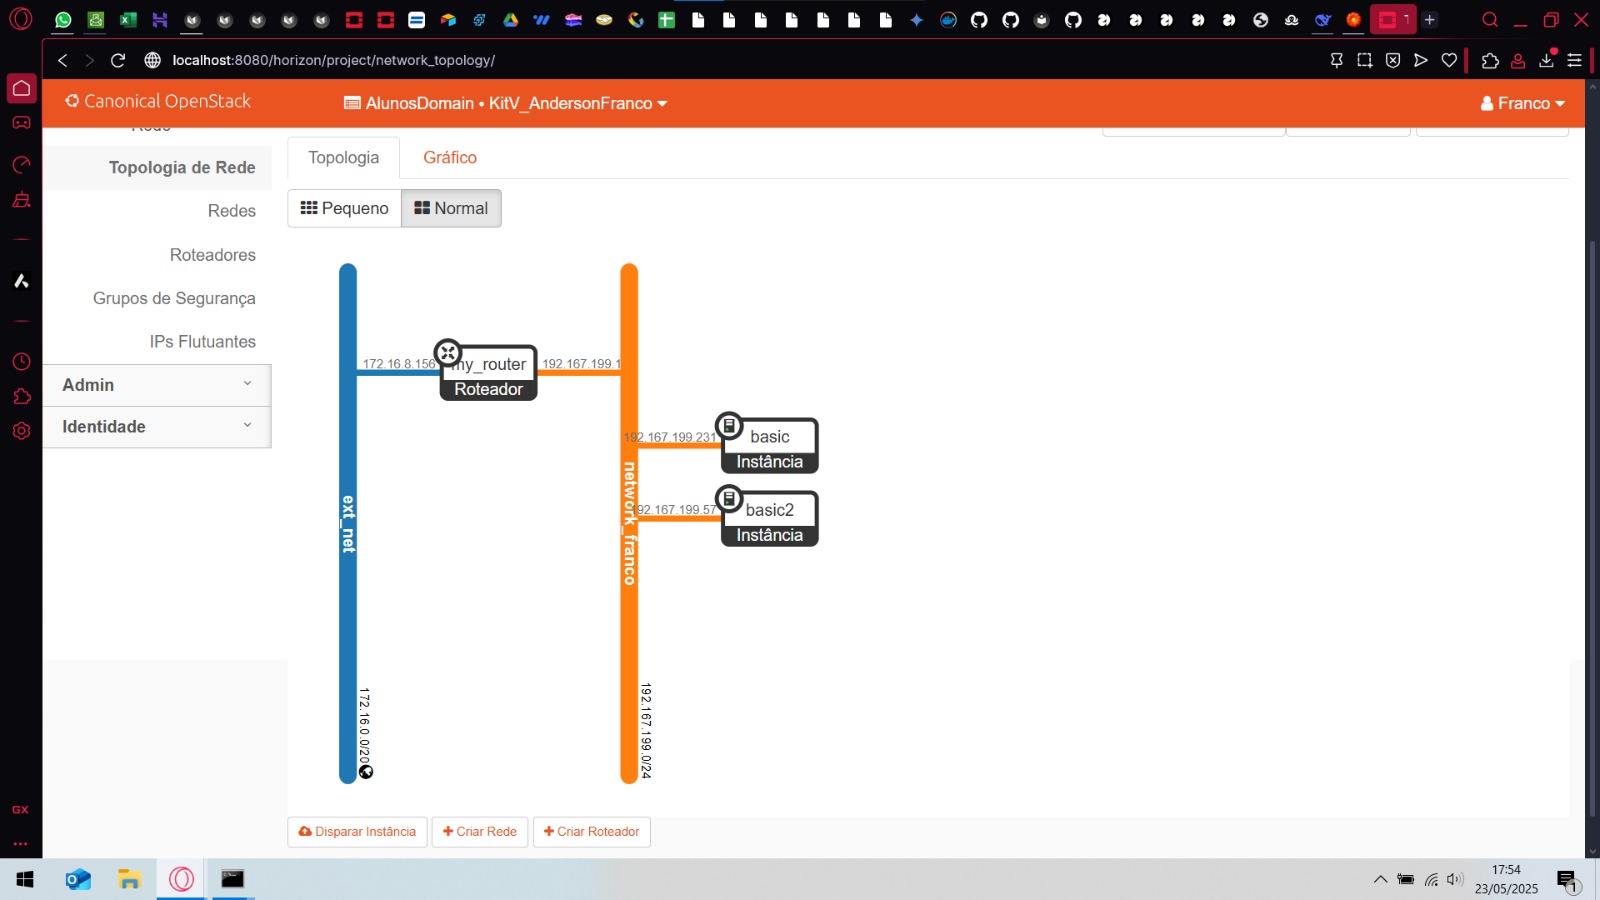 localhost:8080/horizon/project/network_topology/
Canonical OpenStack
AlunosDomain • KitV_AndersonFranco
Franco
Topologia de Rede
Redes
Roteadores
Grupos de Segurança
IPs Flutuantes
Admin
Identidade
Topologia
Gráfico
Pequeno
Normal
172.16.8.156
my_router
Roteador
192.167.199.1
192.167.199.231
basic
Instância
192.167.199.57
basic2
Instância
ext_net
172.16.0.0/20
network_franco
192.167.199.0/24
Disparar Instância
Criar Rede
Criar Roteador
GX
17:54
23/05/2025
1